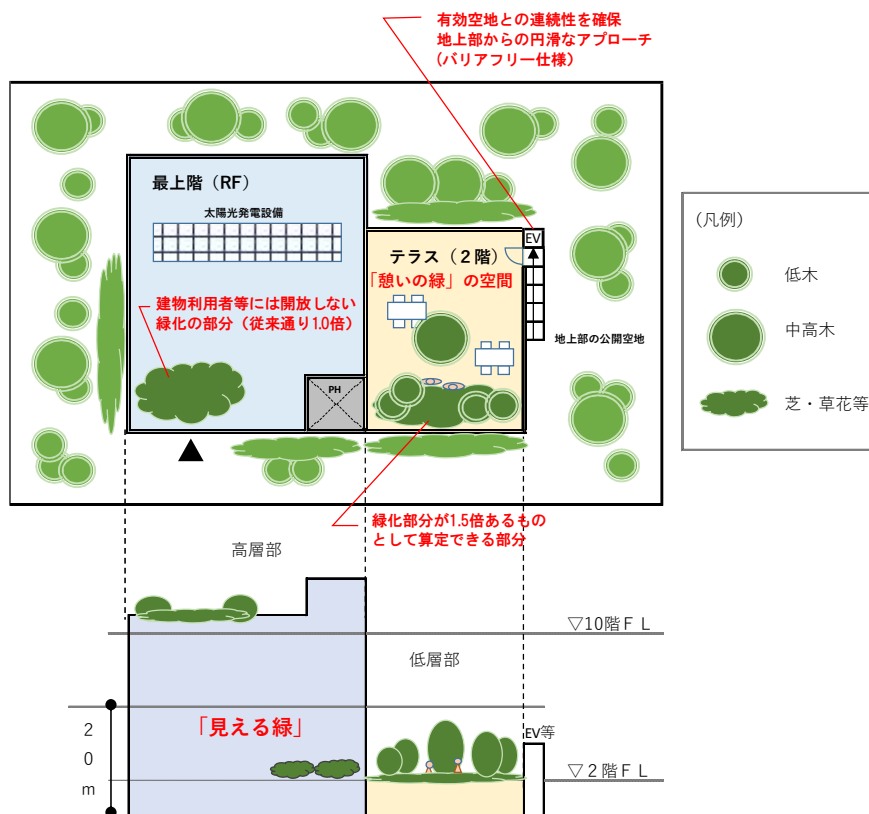 有効空地との連続性を確保
地上部からの円滑なアプローチ
(バリアフリー仕様)
最上階（RF）
太陽光発電設備
EV
テラス（２階）
「憩いの緑」の空間
建物利用者等には開放しない
緑化の部分（従来通り1.0倍）
地上部の公開空地
PH
(凡例)
低木
中高木
芝・草花等
緑化部分が1.5倍あるもの
として算定できる部分
高層部
▽10階ＦＬ
低層部
「見える緑」
２０ｍ
EV等
▽２階ＦＬ